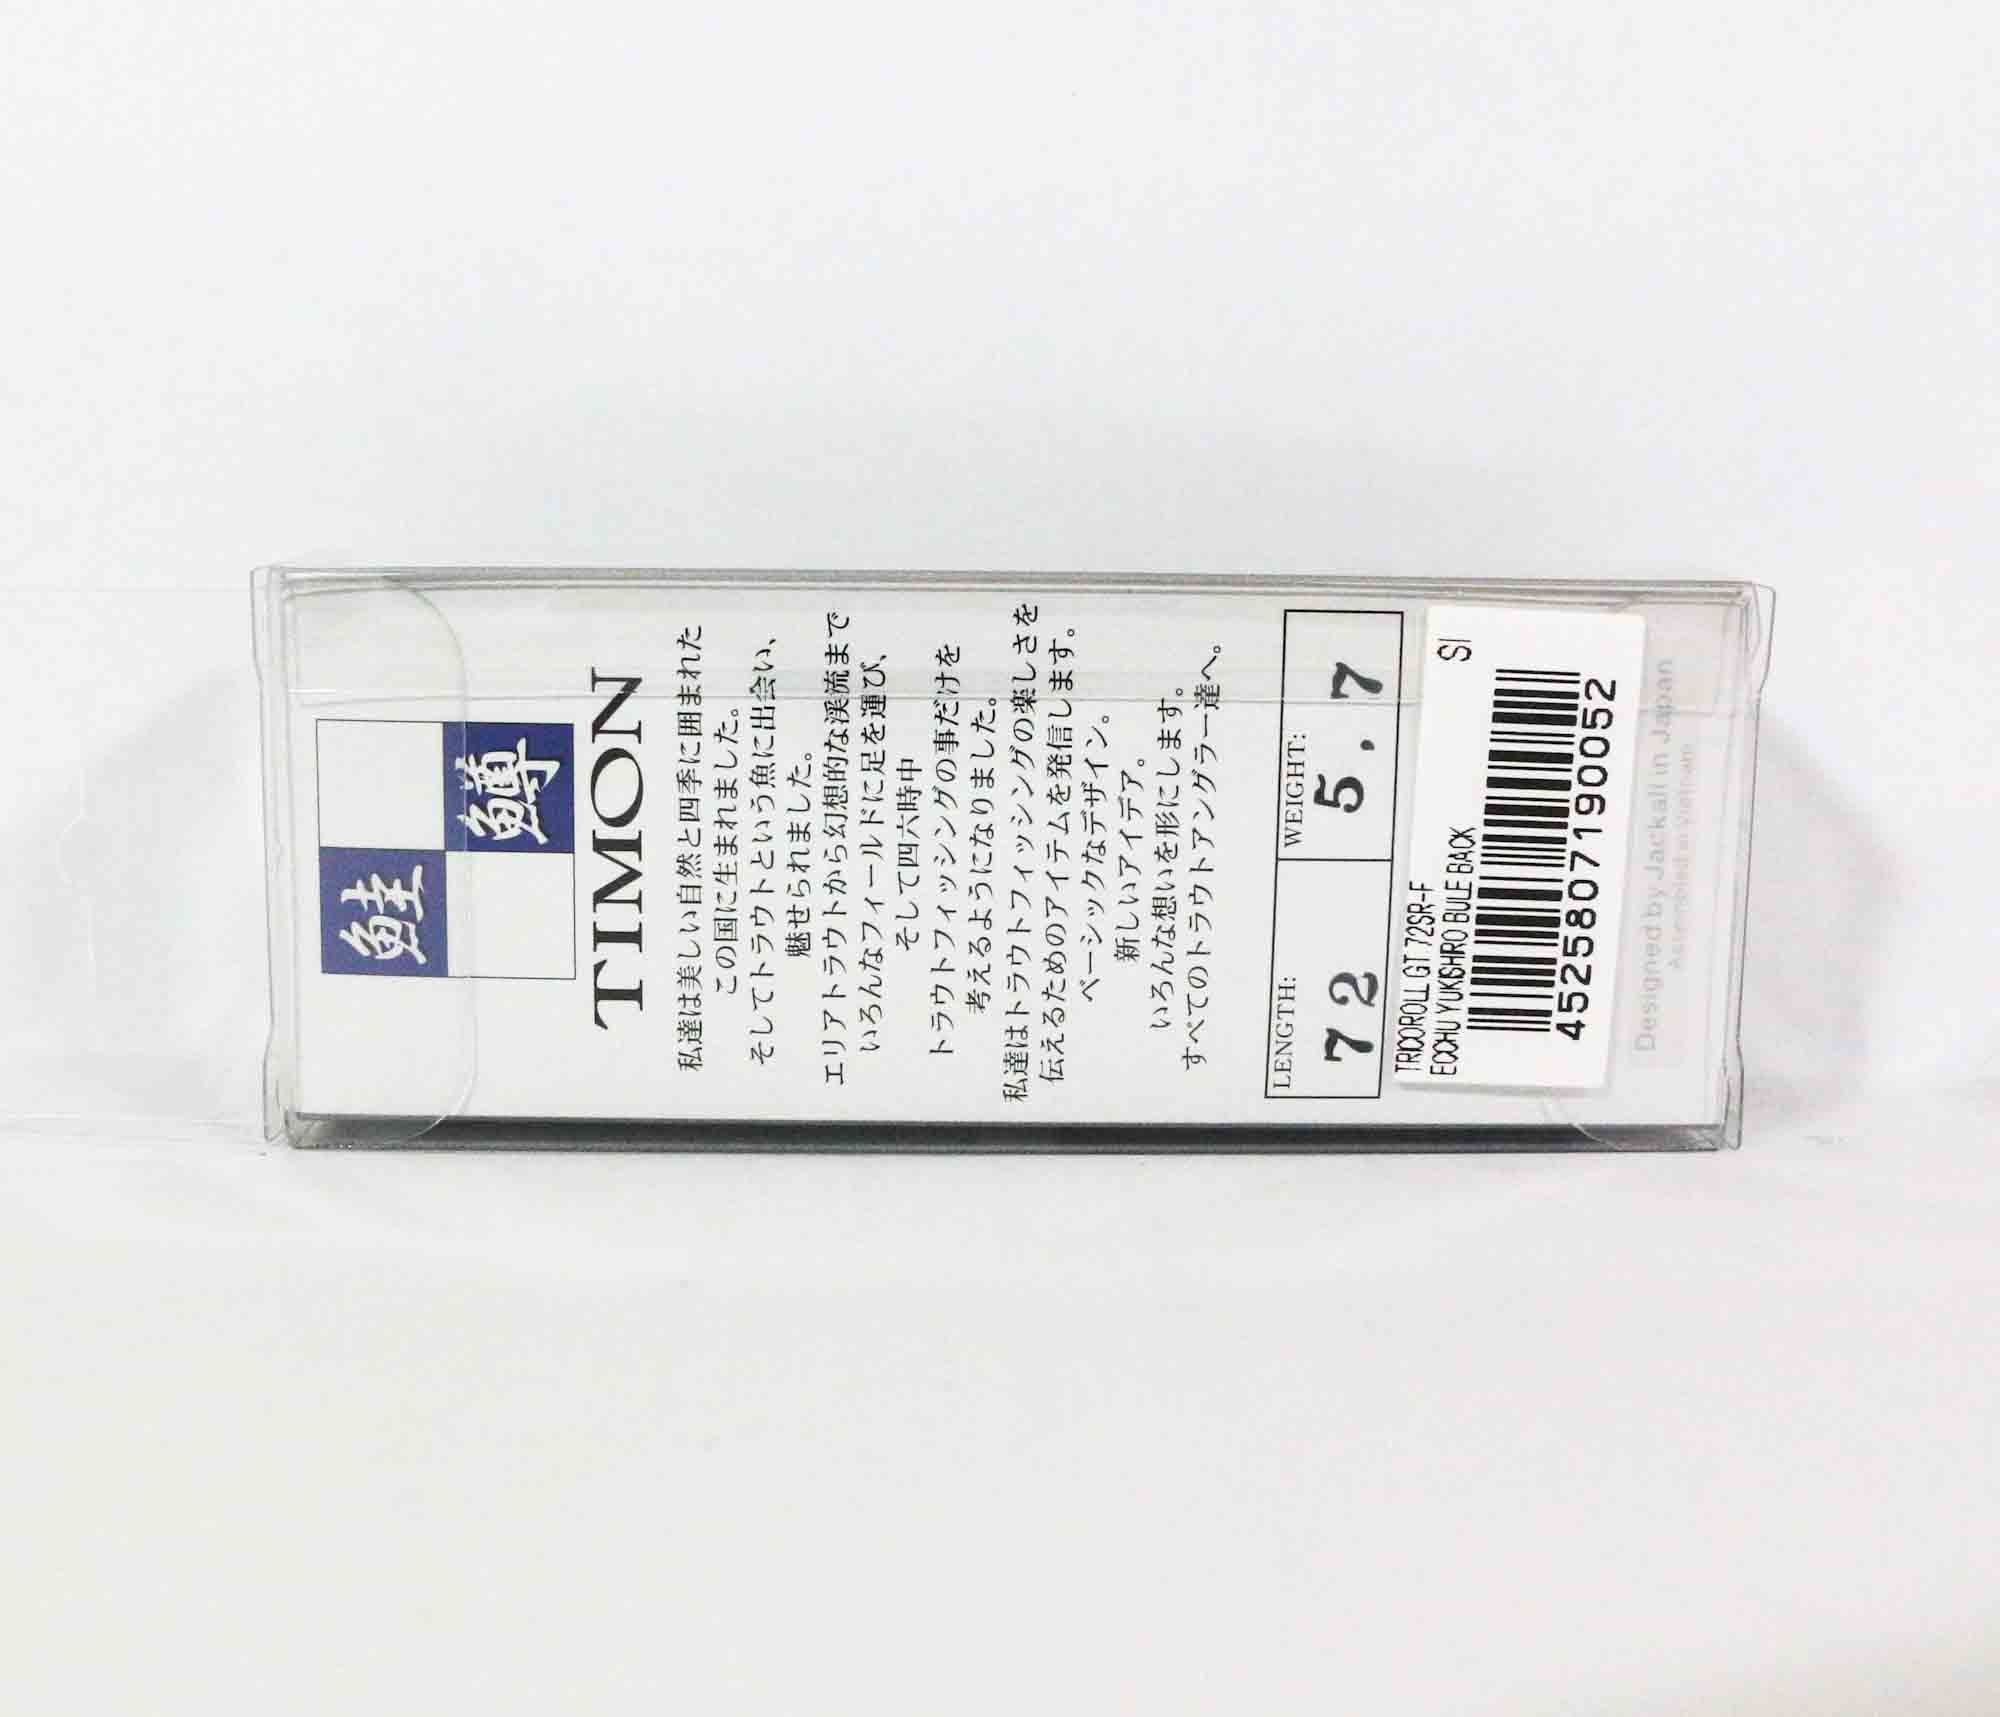 鮭
鱒
TIMON
私達は美しい自然と四季に囲まれた
この国に生まれました。
そしてトラウトという魚に出会い、
魅せられました。
エリアトラウトから幻想的な渓流まで
いろんなフィールドに足を運び、
そして四六時中
トラウトフィッシングの事だけを
考えるようになりました。
私達はトラウトフィッシングの楽しさを
伝えるためのアイテムを発信します。
ベーシックなデザイン。
新しいアイデア。
いろんな想いを形にします。
すべてのトラウトアングラー達へ。
LENGTH: WEIGHT:
72 5.7
TRICOROLL GT 72SR-F
ECCHU YUKISHIRO BULE BACK SI
4525807190052
Designed by Jackall in Japan
Assembled in Vietnam